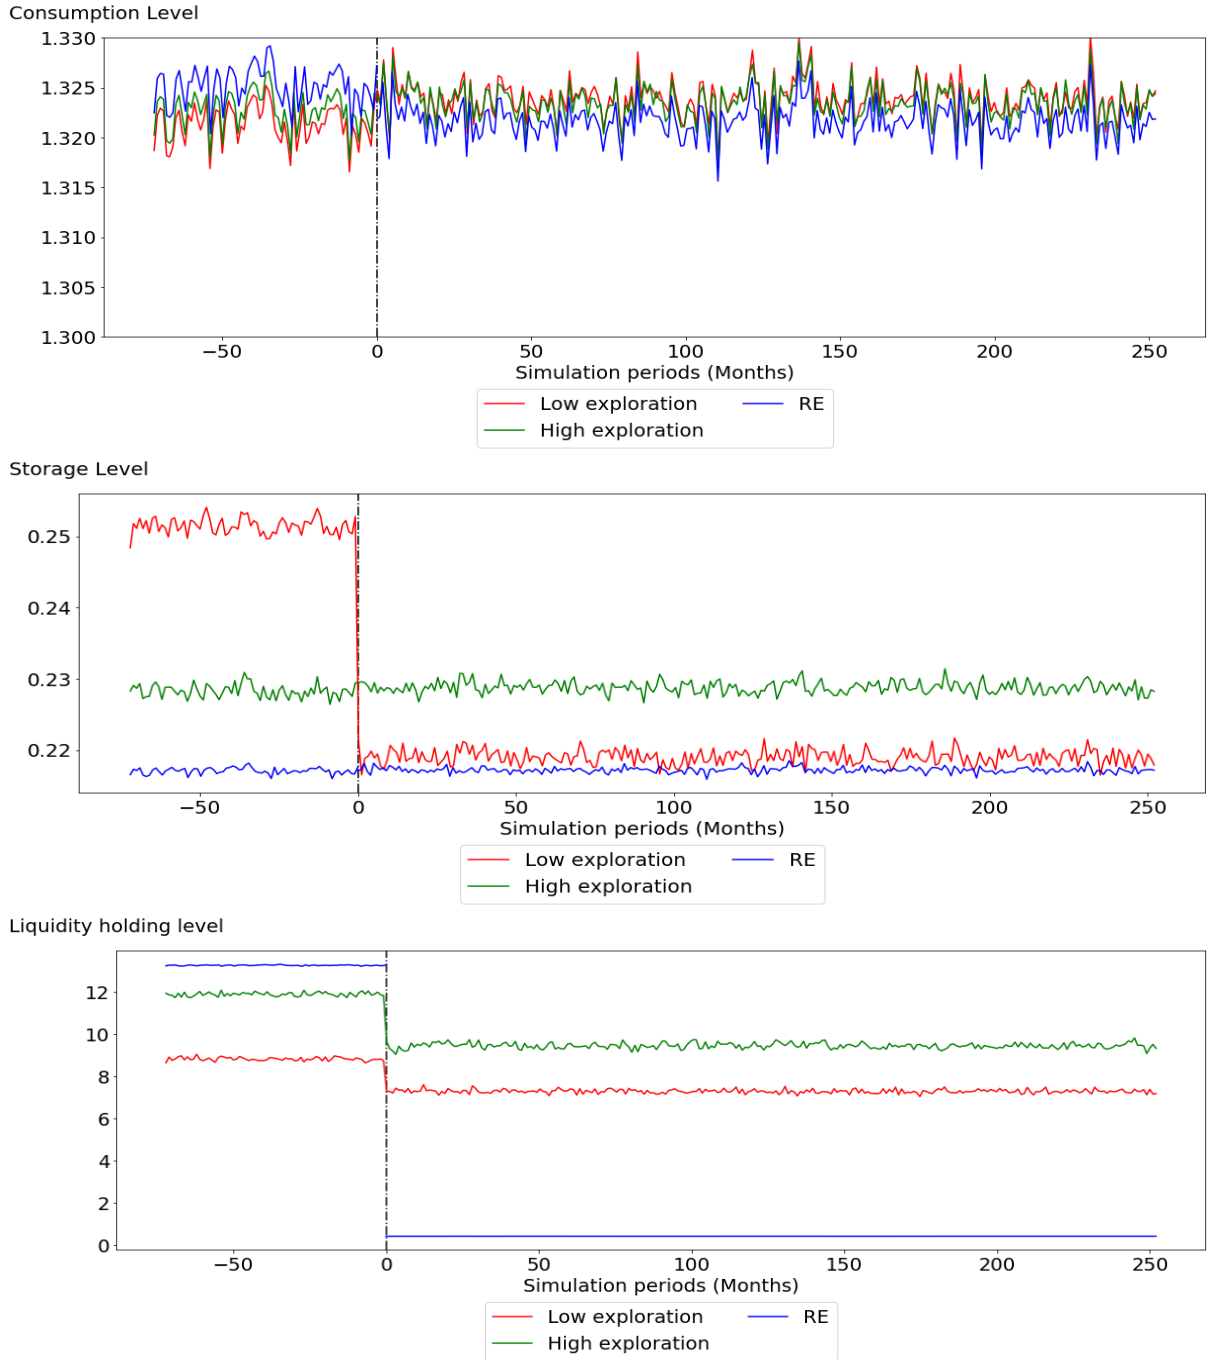 Consumption Level
1.330
1.325
1.320
1.315
1.310
1.305
1.300
−50 0 50 100 150 200 250
Simulation periods (Months)
Low exploration RE
High exploration
Storage Level
0.25
0.24
0.23
0.22
−50 0 50 100 150 200 250
Simulation periods (Months)
Low exploration RE
High exploration
Liquidity holding level
12
10
8
6
4
2
0
−50 0 50 100 150 200 250
Simulation periods (Months)
Low exploration RE
High exploration